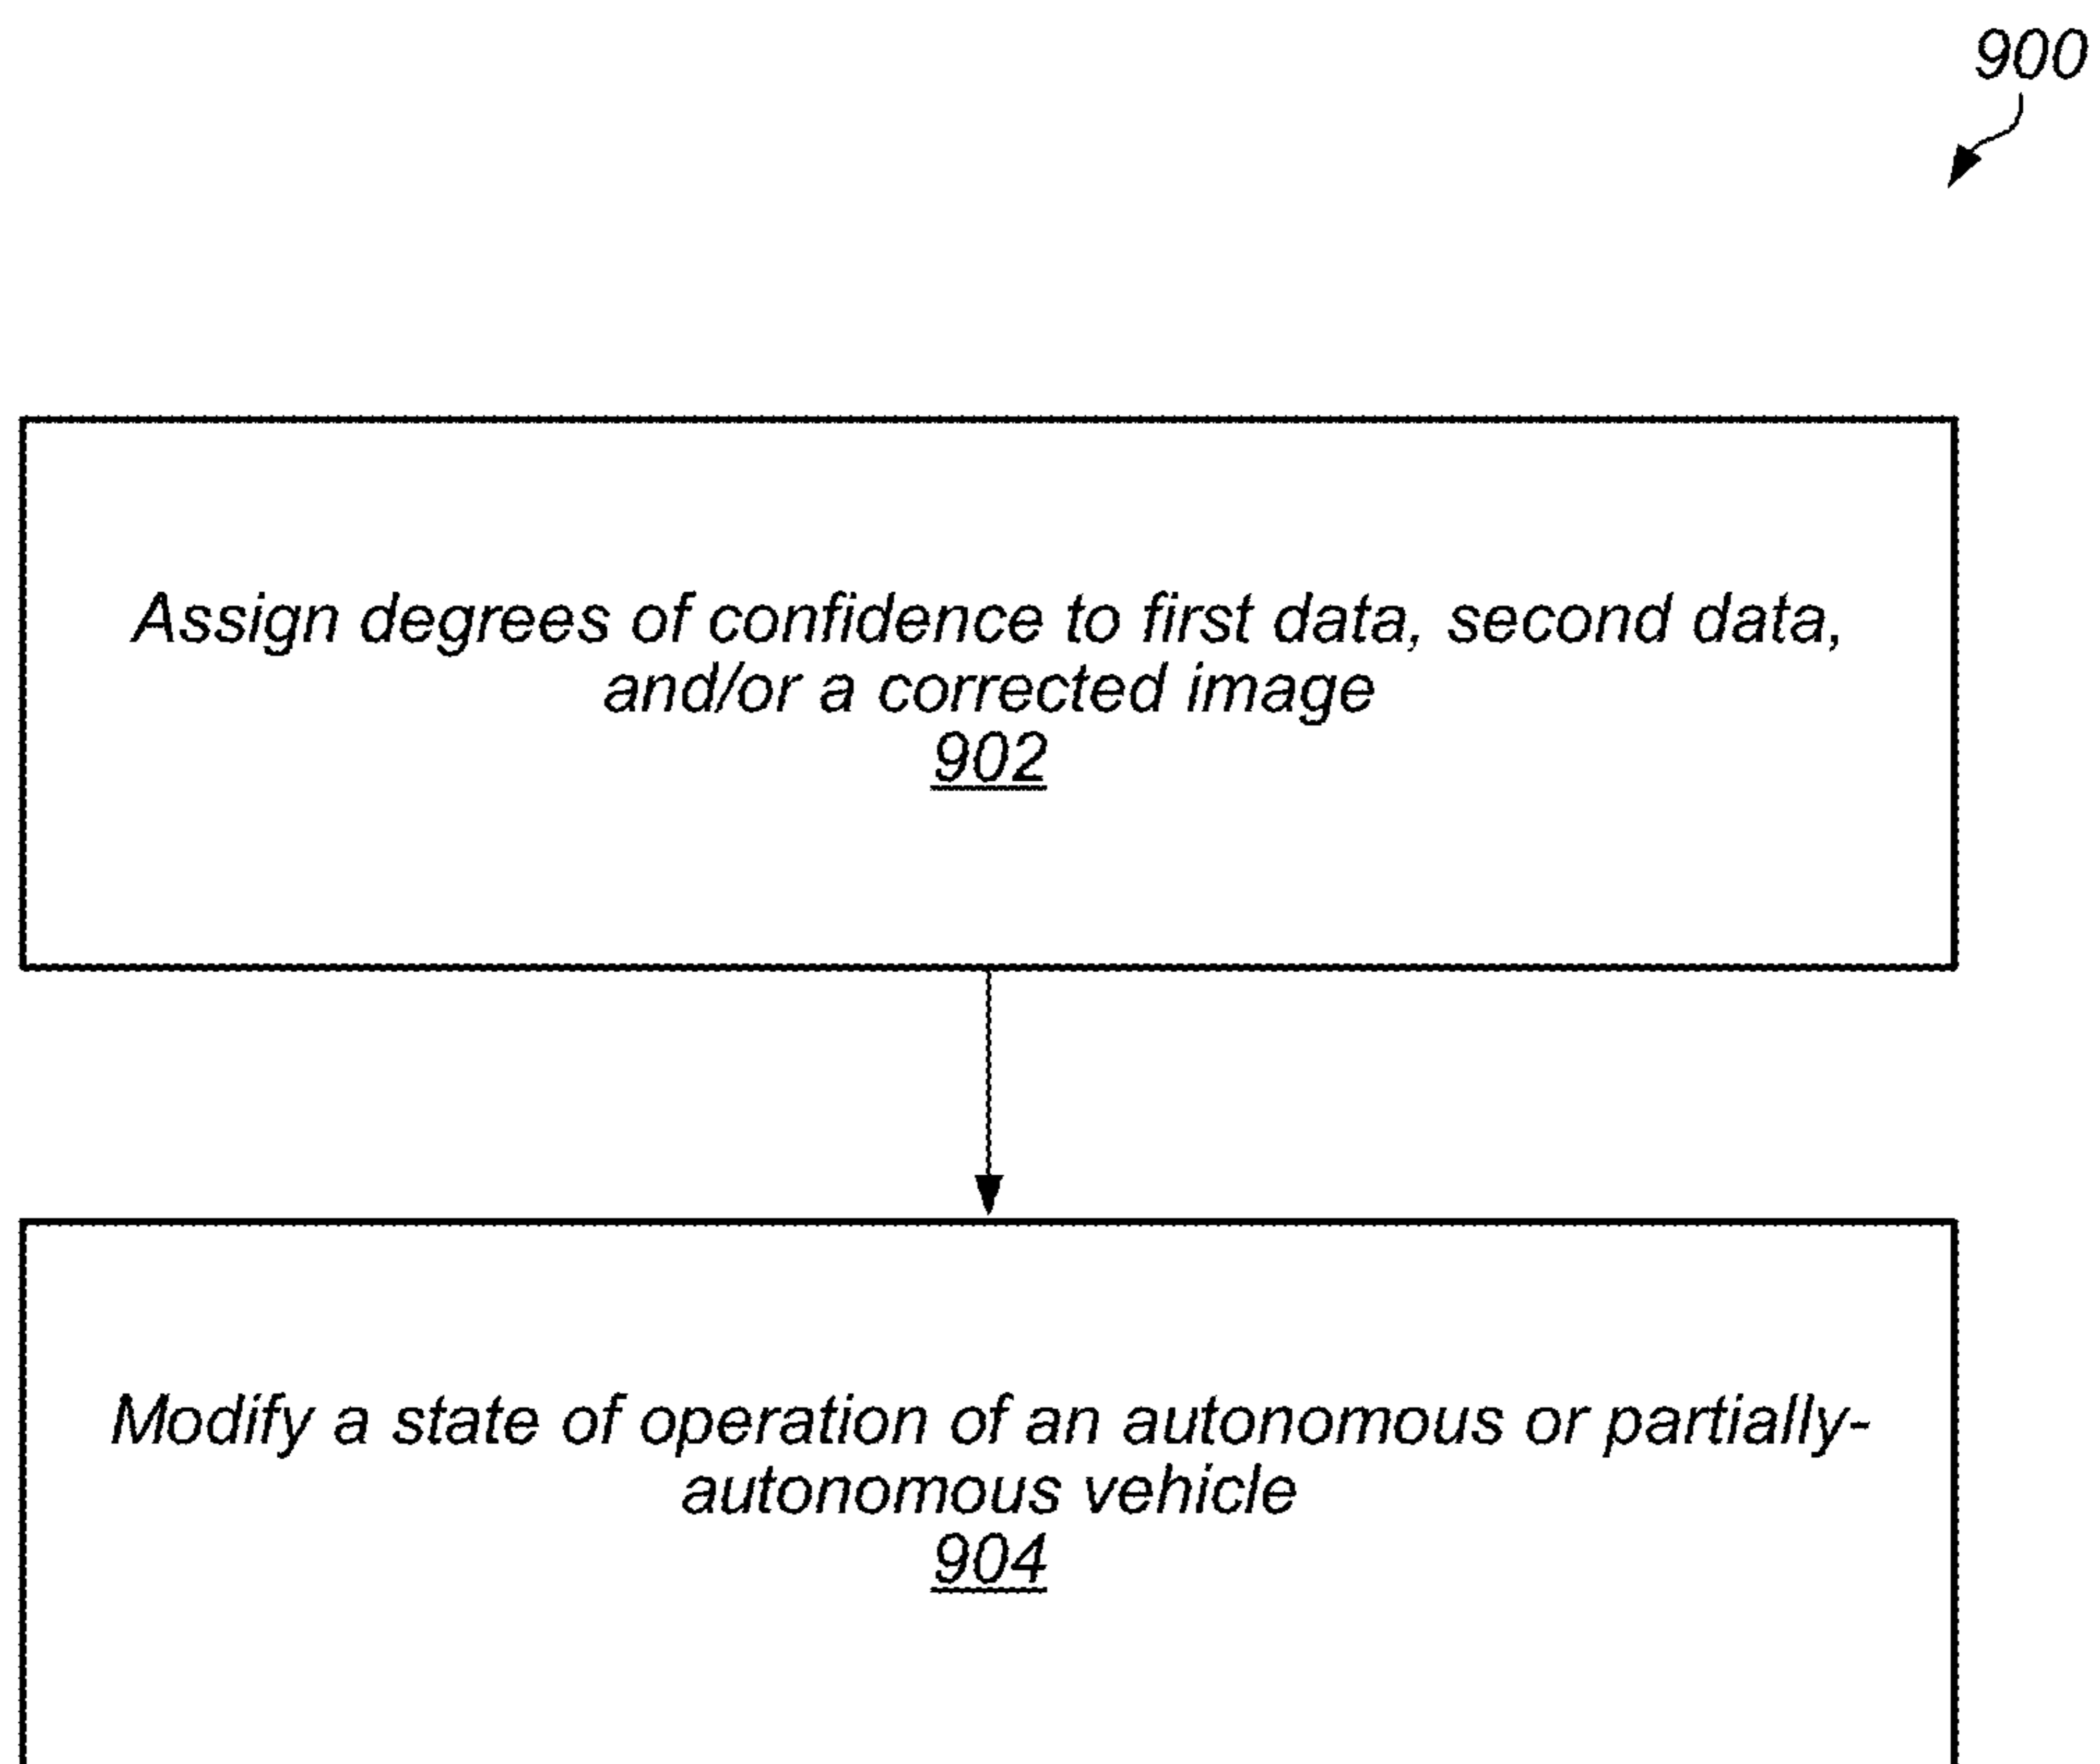 900
Assign degrees of confidence to first data, second data,
and/or a corrected image
902
Modify a state of operation of an autonomous or partially-
autonomous vehicle
904